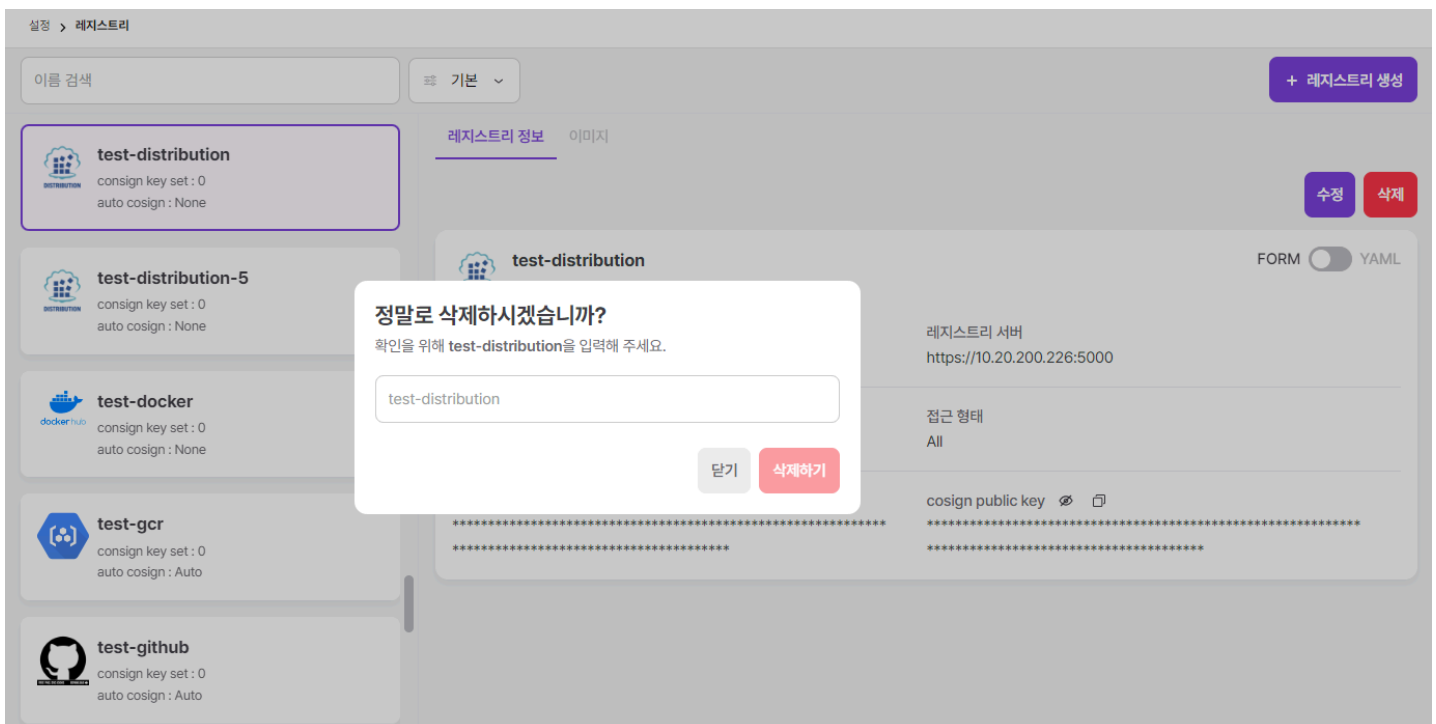 설정 > 레지스트리
이름 검색
기본
+ 레지스트리 생성
DISTRIBUTION
test-distribution
consign key set : 0
auto cosign : None
DISTRIBUTION
test-distribution-5
consign key set : 0
auto cosign : None
dockerhub
test-docker
consign key set : 0
auto cosign : None
test-gcr
consign key set : 0
auto cosign : Auto
test-github
consign key set : 0
auto cosign : Auto
레지스트리 정보
이미지
수정
삭제
test-distribution
FORM
YAML
레지스트리 서버
https://10.20.200.226:5000
접근 형태
All
cosign public key
*************************************************************
***************************************
*************************************************************
***************************************
정말로 삭제하시겠습니까?
확인을 위해 test-distribution을 입력해 주세요.
test-distribution
닫기
삭제하기